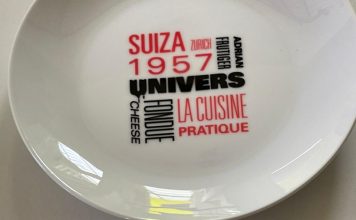 SUIZA
ZURICH
ADRIAN
FRUTIGER
1957
UNIVERS
CHEESE
FONDUE
LA CUISINE
PRATIQUE